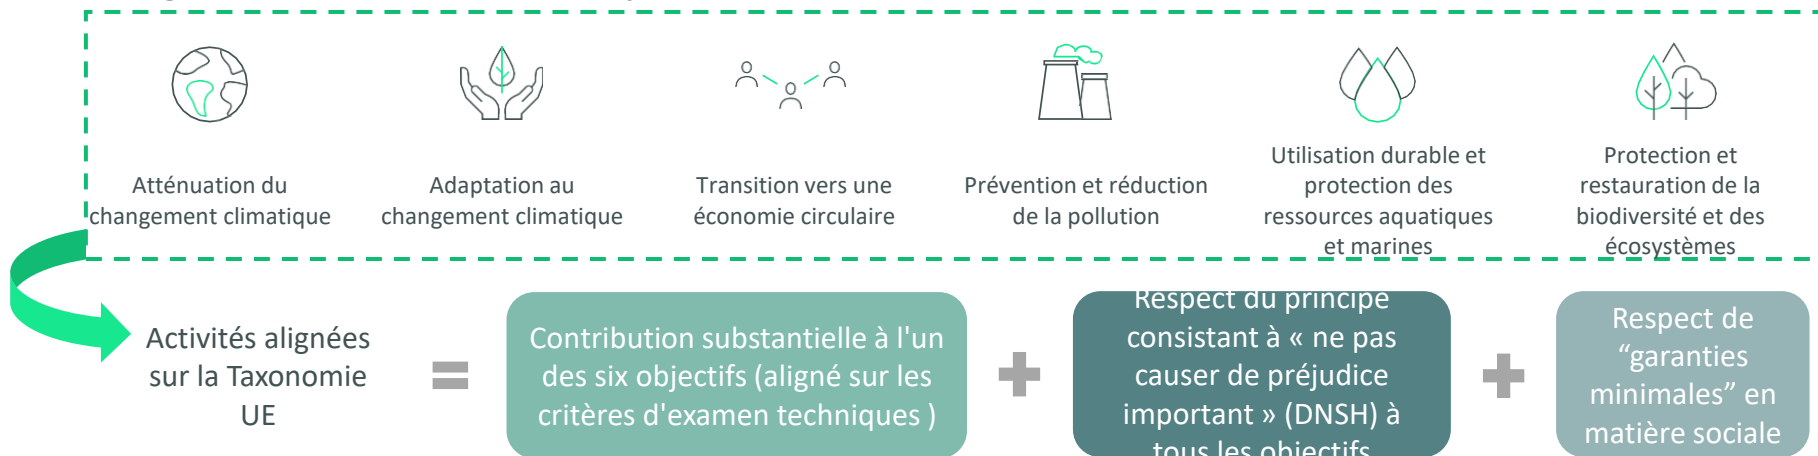 Atténuation du
changement climatique
Adaptation au
changement climatique
Transition vers une
économie circulaire
Prévention et réduction
de la pollution
Utilisation durable et
protection des
ressources aquatiques
et marines
Protection et
restauration de la
biodiversité et des
écosystèmes
Activités alignées
sur la Taxonomie
UE
=
Contribution substantielle à l'un
des six objectifs (aligné sur les
critères d'examen techniques )
+
Respect du principe
consistant à « ne pas
causer de préjudice
important » (DNSH) à
tous les objectifs
+
Respect de
“garanties
minimales” en
matière sociale